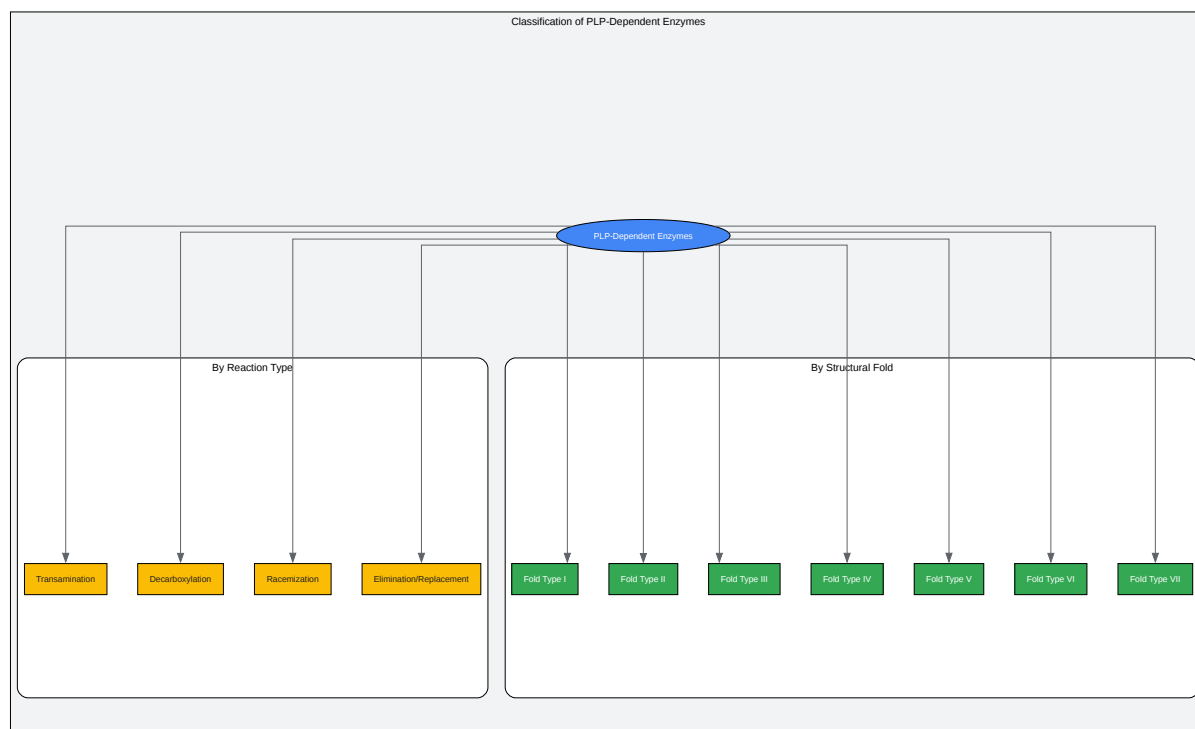 Classification of PLP-Dependent Enzymes
PLP-Dependent Enzymes
By Reaction Type
By Structural Fold
Transamination
Decarboxylation
Racemization
Elimination/Replacement
Fold Type I
Fold Type II
Fold Type III
Fold Type IV
Fold Type V
Fold Type VI
Fold Type VII